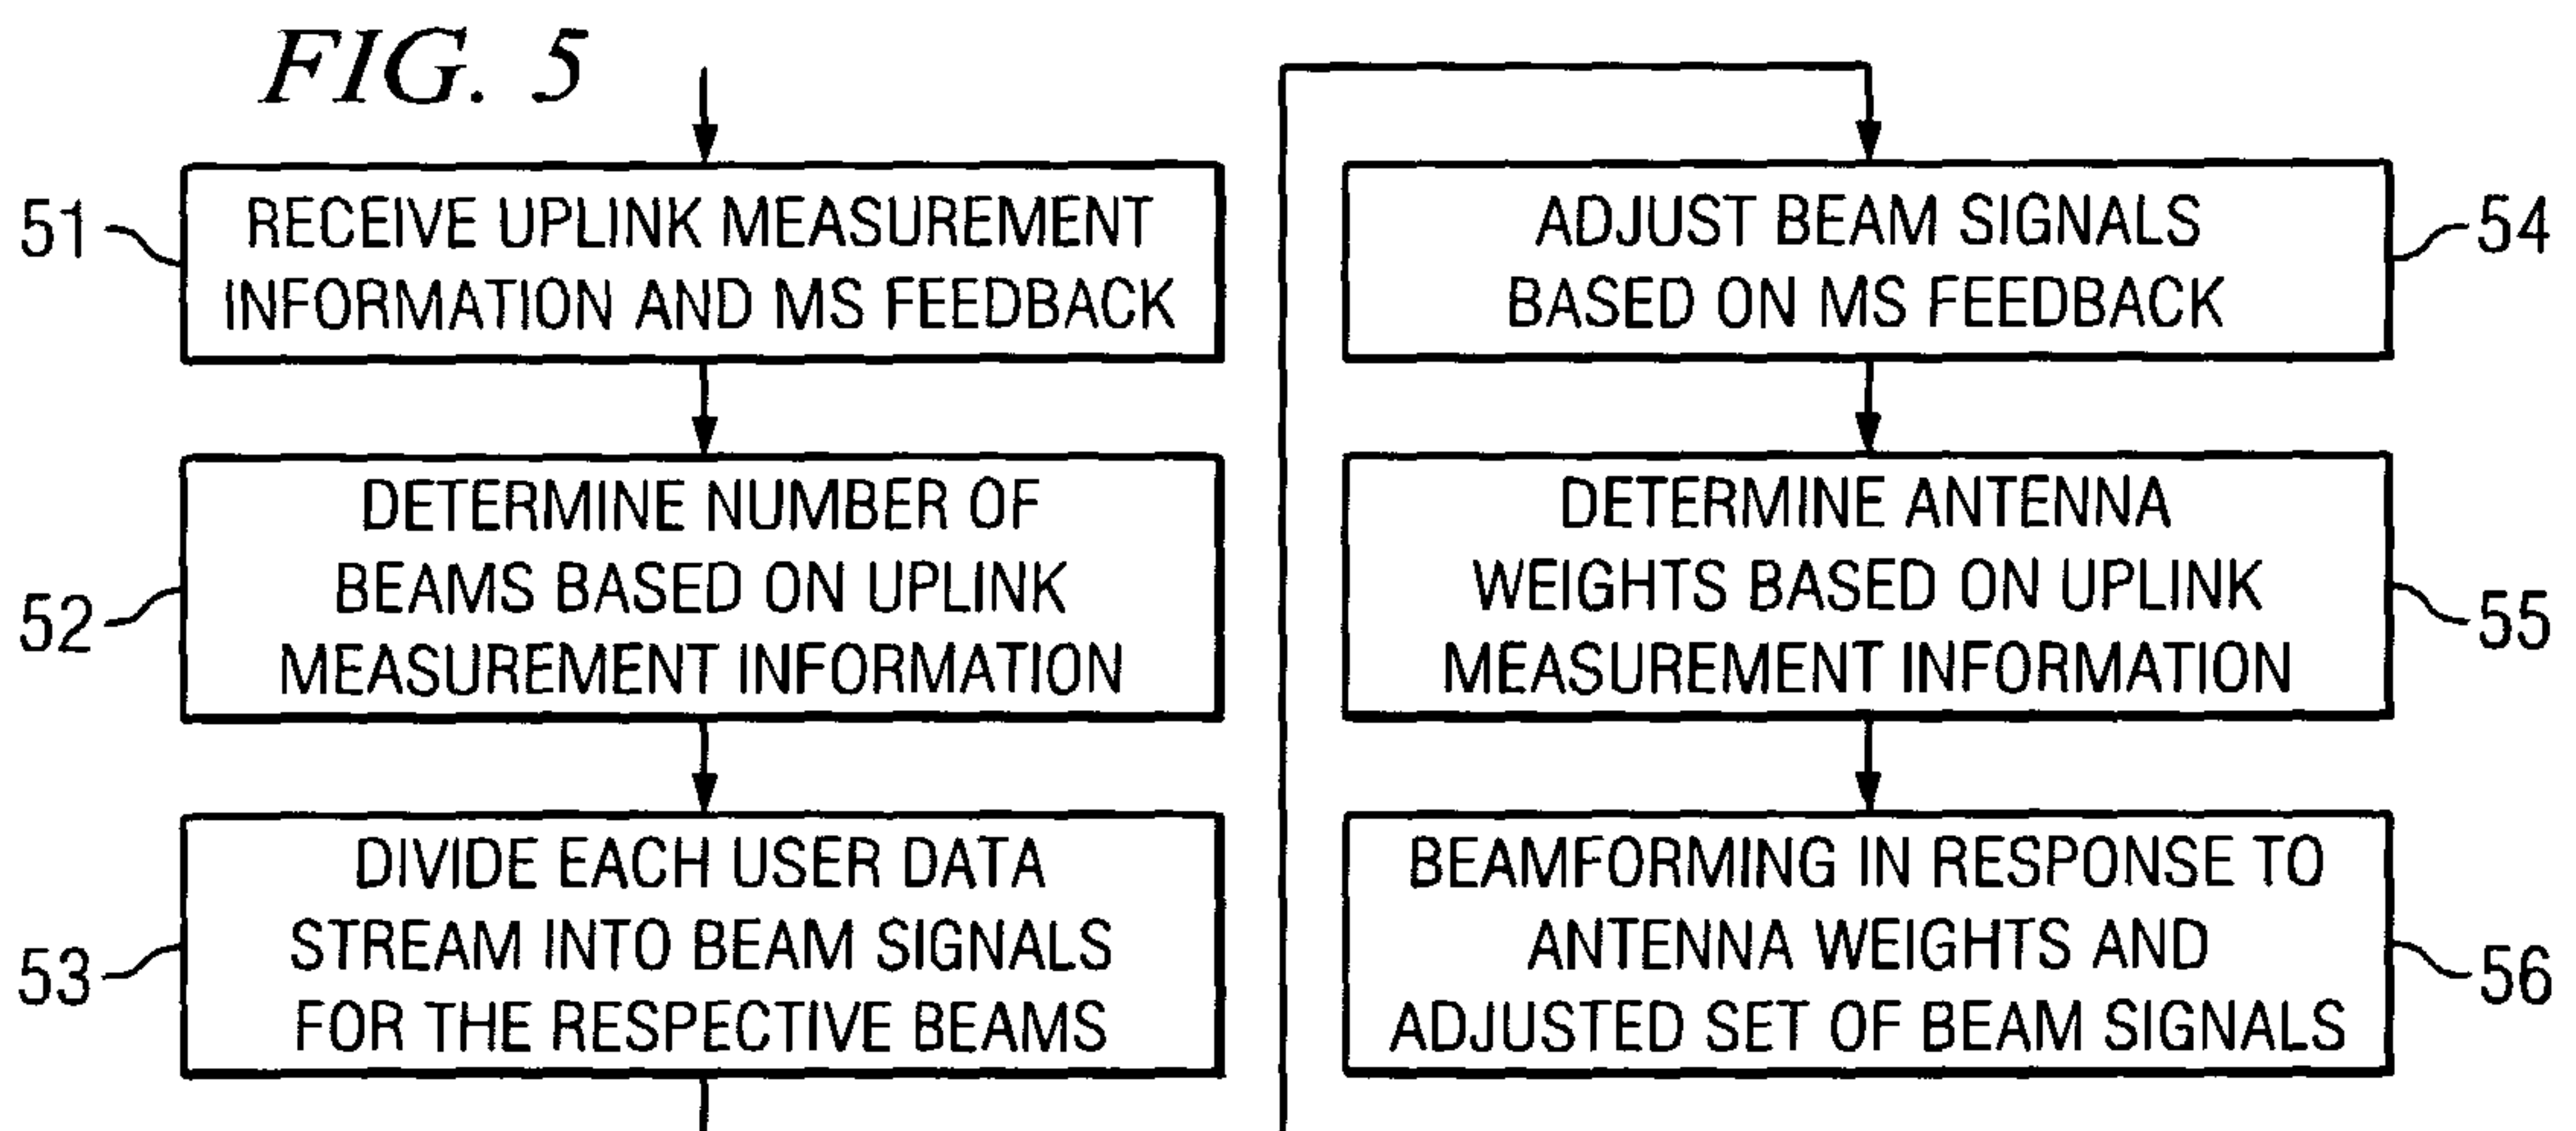 FIG. 5
51
RECEIVE UPLINK MEASUREMENT
INFORMATION AND MS FEEDBACK
52
DETERMINE NUMBER OF
BEAMS BASED ON UPLINK
MEASUREMENT INFORMATION
53
DIVIDE EACH USER DATA
STREAM INTO BEAM SIGNALS
FOR THE RESPECTIVE BEAMS
54
ADJUST BEAM SIGNALS
BASED ON MS FEEDBACK
55
DETERMINE ANTENNA
WEIGHTS BASED ON UPLINK
MEASUREMENT INFORMATION
56
BEAMFORMING IN RESPONSE TO
ANTENNA WEIGHTS AND
ADJUSTED SET OF BEAM SIGNALS